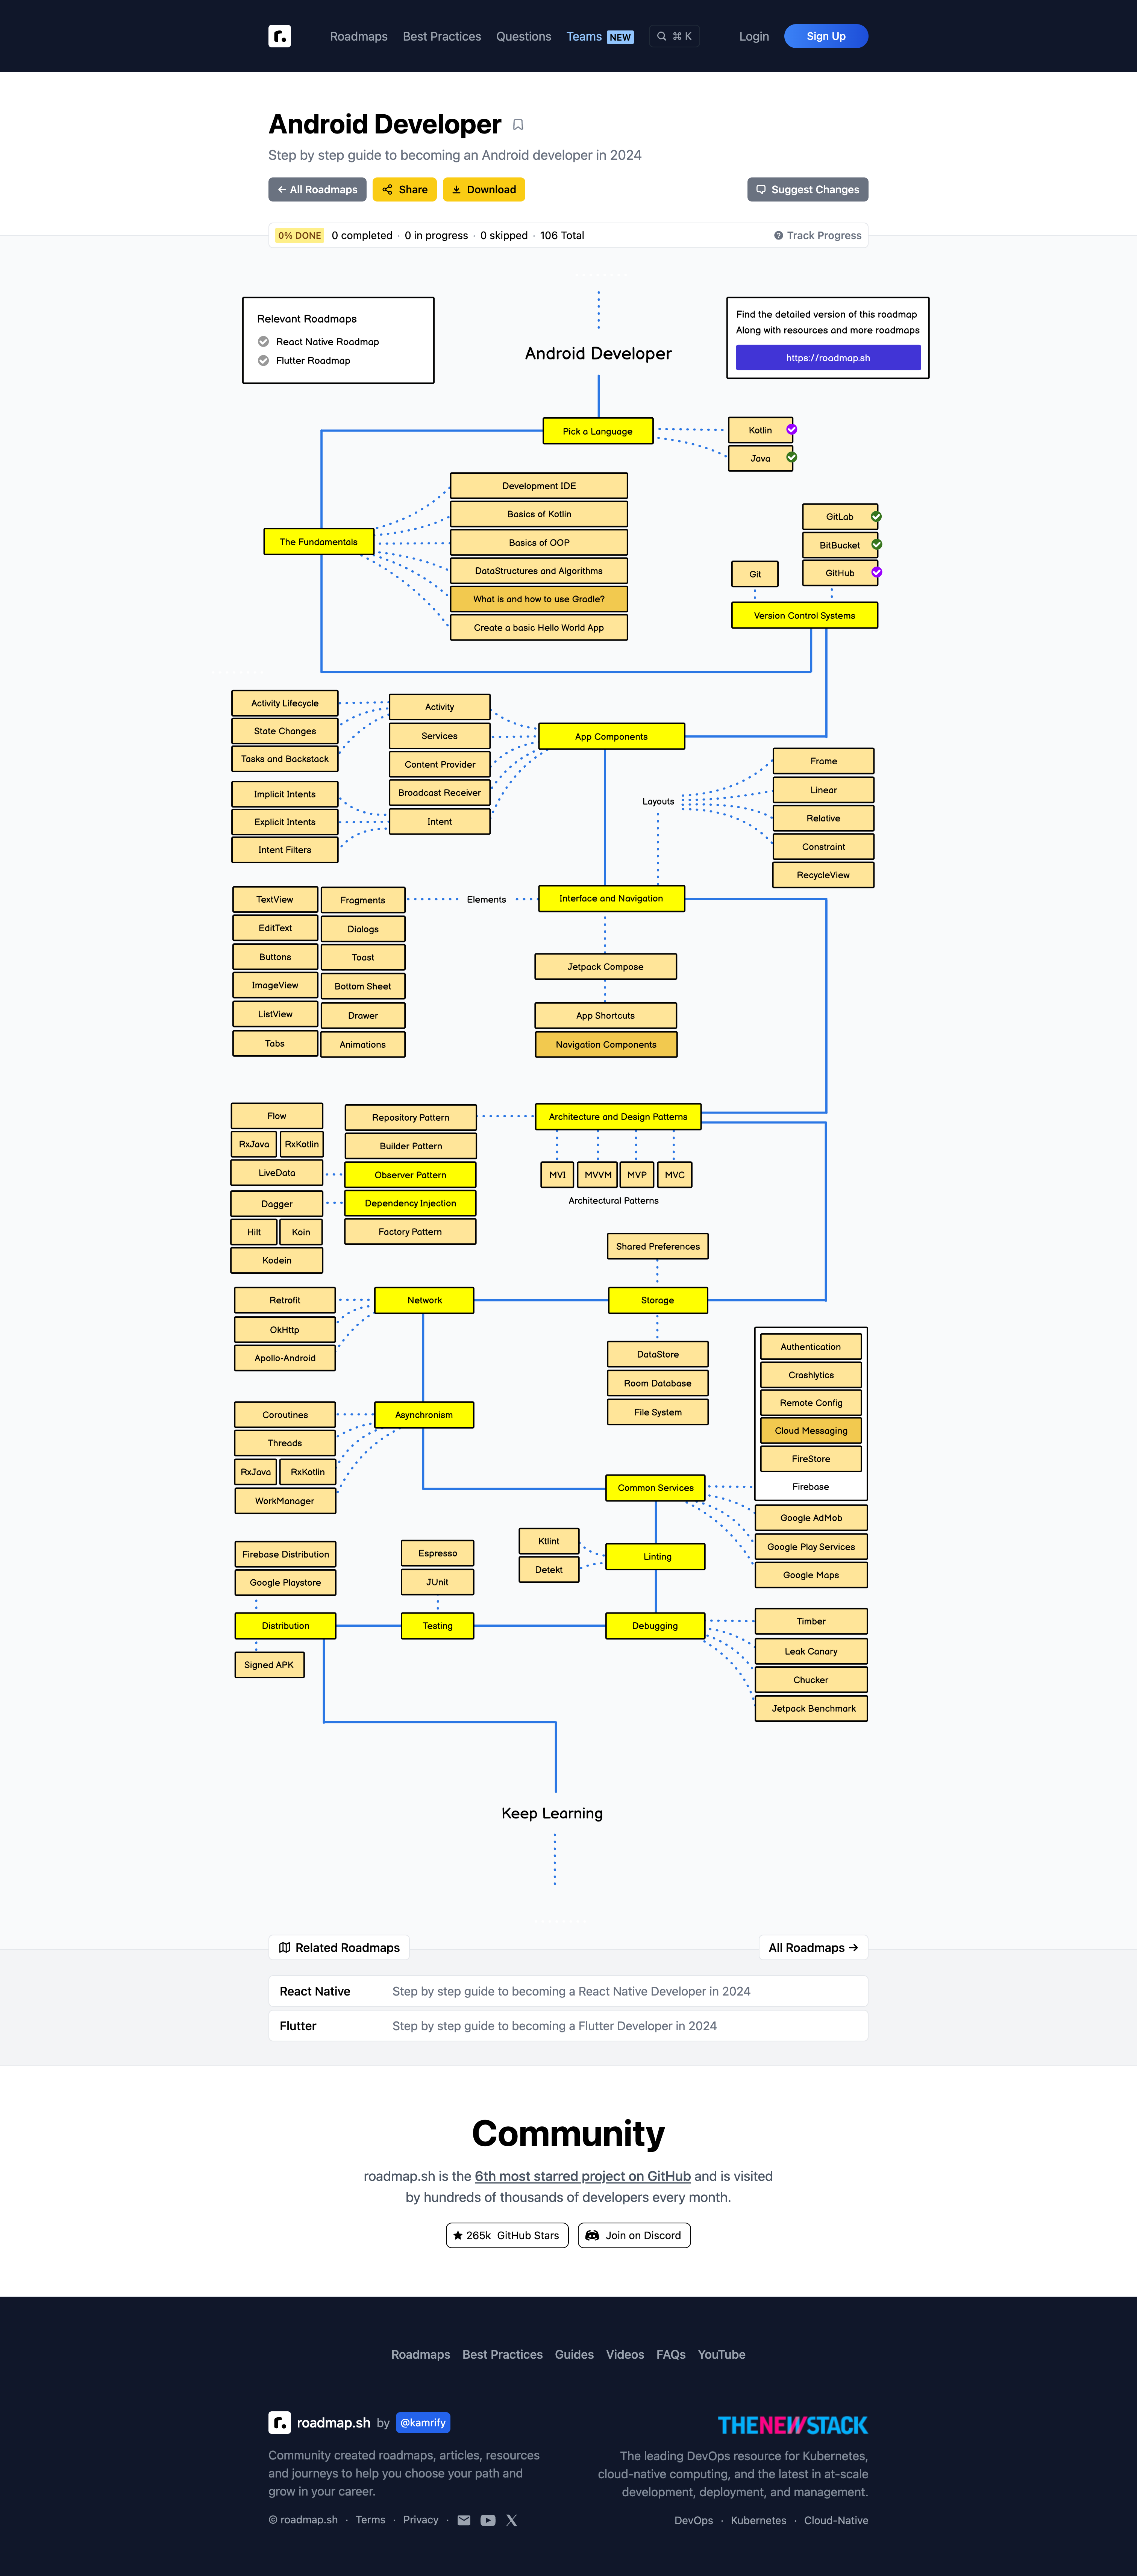 r.
Roadmaps
Best Practices
Questions
Teams NEW
⌘ K
Login
Sign Up
Android Developer
Step by step guide to becoming an Android developer in 2024
← All Roadmaps
Share
Download
Suggest Changes
0% DONE 0 completed · 0 in progress · 0 skipped · 106 Total
Track Progress
Relevant Roadmaps
React Native Roadmap
Flutter Roadmap
Android Developer
Find the detailed version of this roadmap
Along with resources and more roadmaps
https://roadmap.sh
Pick a Language
Kotlin
Java
The Fundamentals
Development IDE
Basics of Kotlin
Basics of OOP
DataStructures and Algorithms
What is and how to use Gradle?
Create a basic Hello World App
GitLab
BitBucket
GitHub
Git
Version Control Systems
Activity Lifecycle
State Changes
Tasks and Backstack
Implicit Intents
Explicit Intents
Intent Filters
Activity
Services
Content Provider
Broadcast Receiver
Intent
App Components
Layouts
Frame
Linear
Relative
Constraint
RecycleView
TextView
EditText
Buttons
ImageView
ListView
Tabs
Fragments
Dialogs
Toast
Bottom Sheet
Drawer
Animations
Elements
Interface and Navigation
Jetpack Compose
App Shortcuts
Navigation Components
Flow
RxJava
RxKotlin
LiveData
Dagger
Hilt
Koin
Kodein
Repository Pattern
Builder Pattern
Observer Pattern
Dependency Injection
Factory Pattern
Architecture and Design Patterns
MVI
MVVM
MVP
MVC
Architectural Patterns
Shared Preferences
Storage
DataStore
Room Database
File System
Network
Retrofit
OkHttp
Apollo-Android
Asynchronism
Coroutines
Threads
RxJava
RxKotlin
WorkManager
Authentication
Crashlytics
Remote Config
Cloud Messaging
FireStore
Firebase
Common Services
Google AdMob
Google Play Services
Google Maps
Ktlint
Detekt
Linting
Firebase Distribution
Google Playstore
Distribution
Signed APK
Espresso
JUnit
Testing
Debugging
Timber
Leak Canary
Chucker
Jetpack Benchmark
Keep Learning
Related Roadmaps
All Roadmaps →
React Native
Step by step guide to becoming a React Native Developer in 2024
Flutter
Step by step guide to becoming a Flutter Developer in 2024
Community
roadmap.sh is the 6th most starred project on GitHub and is visited
by hundreds of thousands of developers every month.
265k GitHub Stars
Join on Discord
Roadmaps
Best Practices
Guides
Videos
FAQs
YouTube
r.
roadmap.sh by @kamrify
Community created roadmaps, articles, resources
and journeys to help you choose your path and
grow in your career.
© roadmap.sh · Terms · Privacy ·
THENEWSTACK
The leading DevOps resource for Kubernetes,
cloud-native computing, and the latest in at-scale
development, deployment, and management.
DevOps · Kubernetes · Cloud-Native